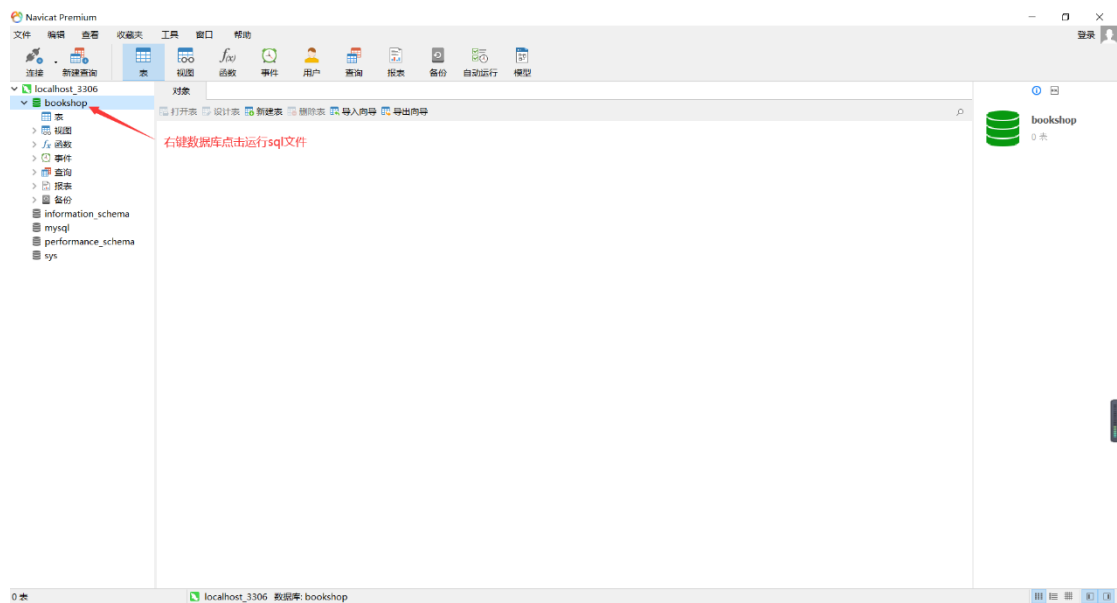 Navicat Premium
文件 编辑 查看 收藏夹 工具 窗口 帮助 登录
连接 新建查询 表 视图 函数 事件 用户 查询 报表 备份 自动运行 模型
localhost_3306 对象
bookshop
打开表 设计表 新建表 删除表 导入向导 导出向导
表
视图
函数
事件
查询
报表
备份
information_schema
mysql
performance_schema
sys
右键数据库点击运行sql文件
bookshop
0 表
0 表 localhost_3306 数据库: bookshop